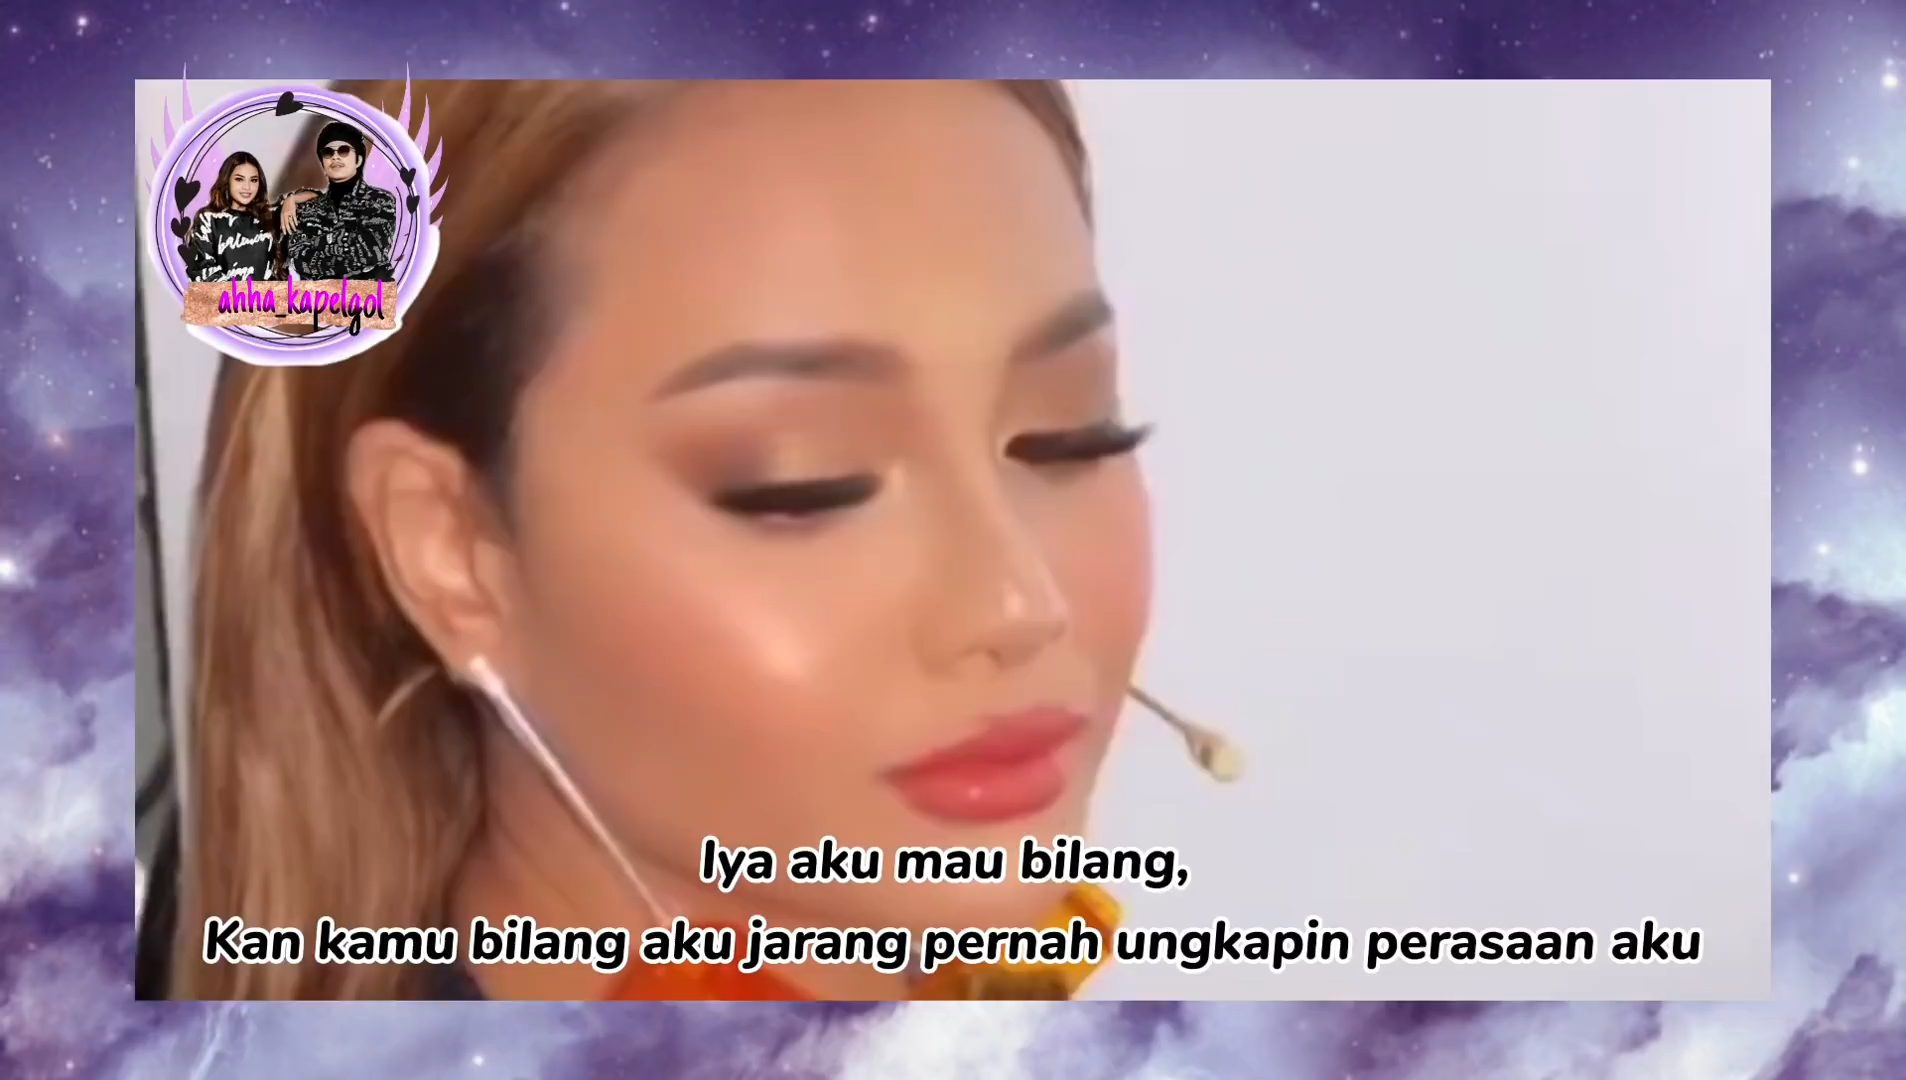 ahha_kapelgol
Iya aku mau bilang,
Kan kamu bilang aku jarang pernah ungkapin perasaan aku